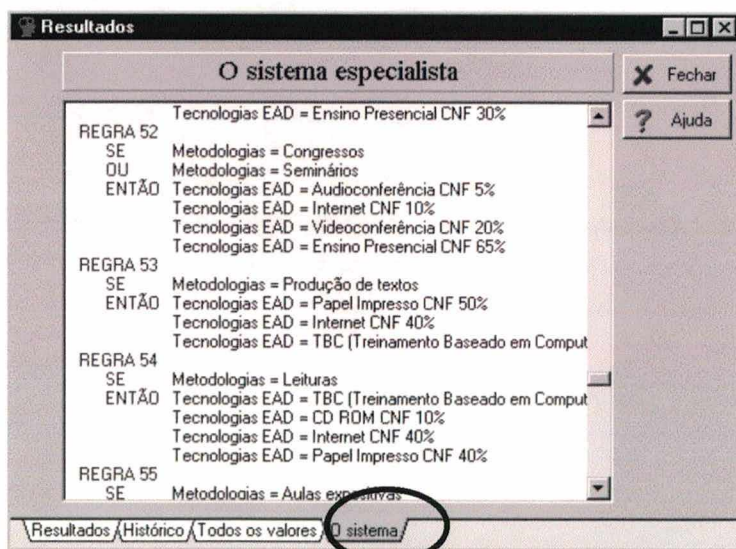 Resultados
O sistema especialista
Fechar
Ajuda
Tecnologias EAD = Ensino Presencial CNF 30%
REGRA 52
SE Metodologias = Congressos
OU Metodologias = Seminários
ENTÃO Tecnologias EAD = Audioconferência CNF 5%
Tecnologias EAD = Internet CNF 10%
Tecnologias EAD = Videoconferência CNF 20%
Tecnologias EAD = Ensino Presencial CNF 65%
REGRA 53
SE Metodologias = Produção de textos
ENTÃO Tecnologias EAD = Papel Impresso CNF 50%
Tecnologias EAD = Internet CNF 40%
Tecnologias EAD = TBC (Treinamento Baseado em Comput
REGRA 54
SE Metodologias = Leituras
ENTÃO Tecnologias EAD = TBC (Treinamento Baseado em Comput
Tecnologias EAD = CD ROM CNF 10%
Tecnologias EAD = Internet CNF 40%
Tecnologias EAD = Papel Impresso CNF 40%
REGRA 55
SE Metodologias = Aulas expositivas
Resultados Histórico Todos os valores O sistema